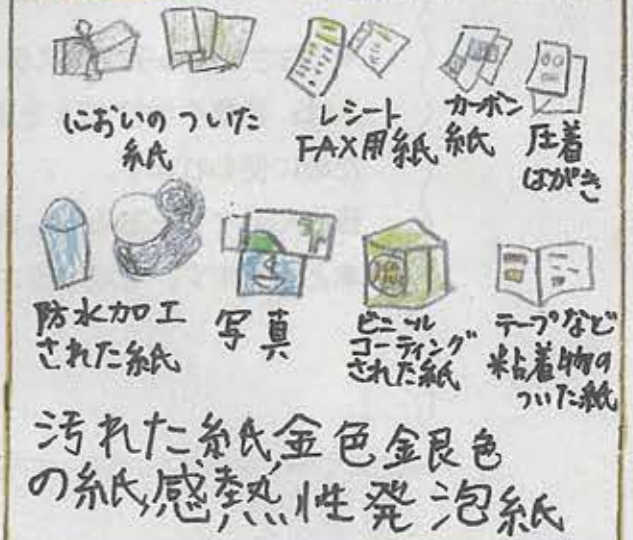 においのついた
紙
レシート
FAX用紙
カーボン
紙
圧着
はがき
防水加工
された紙
写真
ビニール
コーティング
された紙
テープなど
粘着物の
ついた紙
汚れた紙金色銀色
の紙,感熱性発泡紙